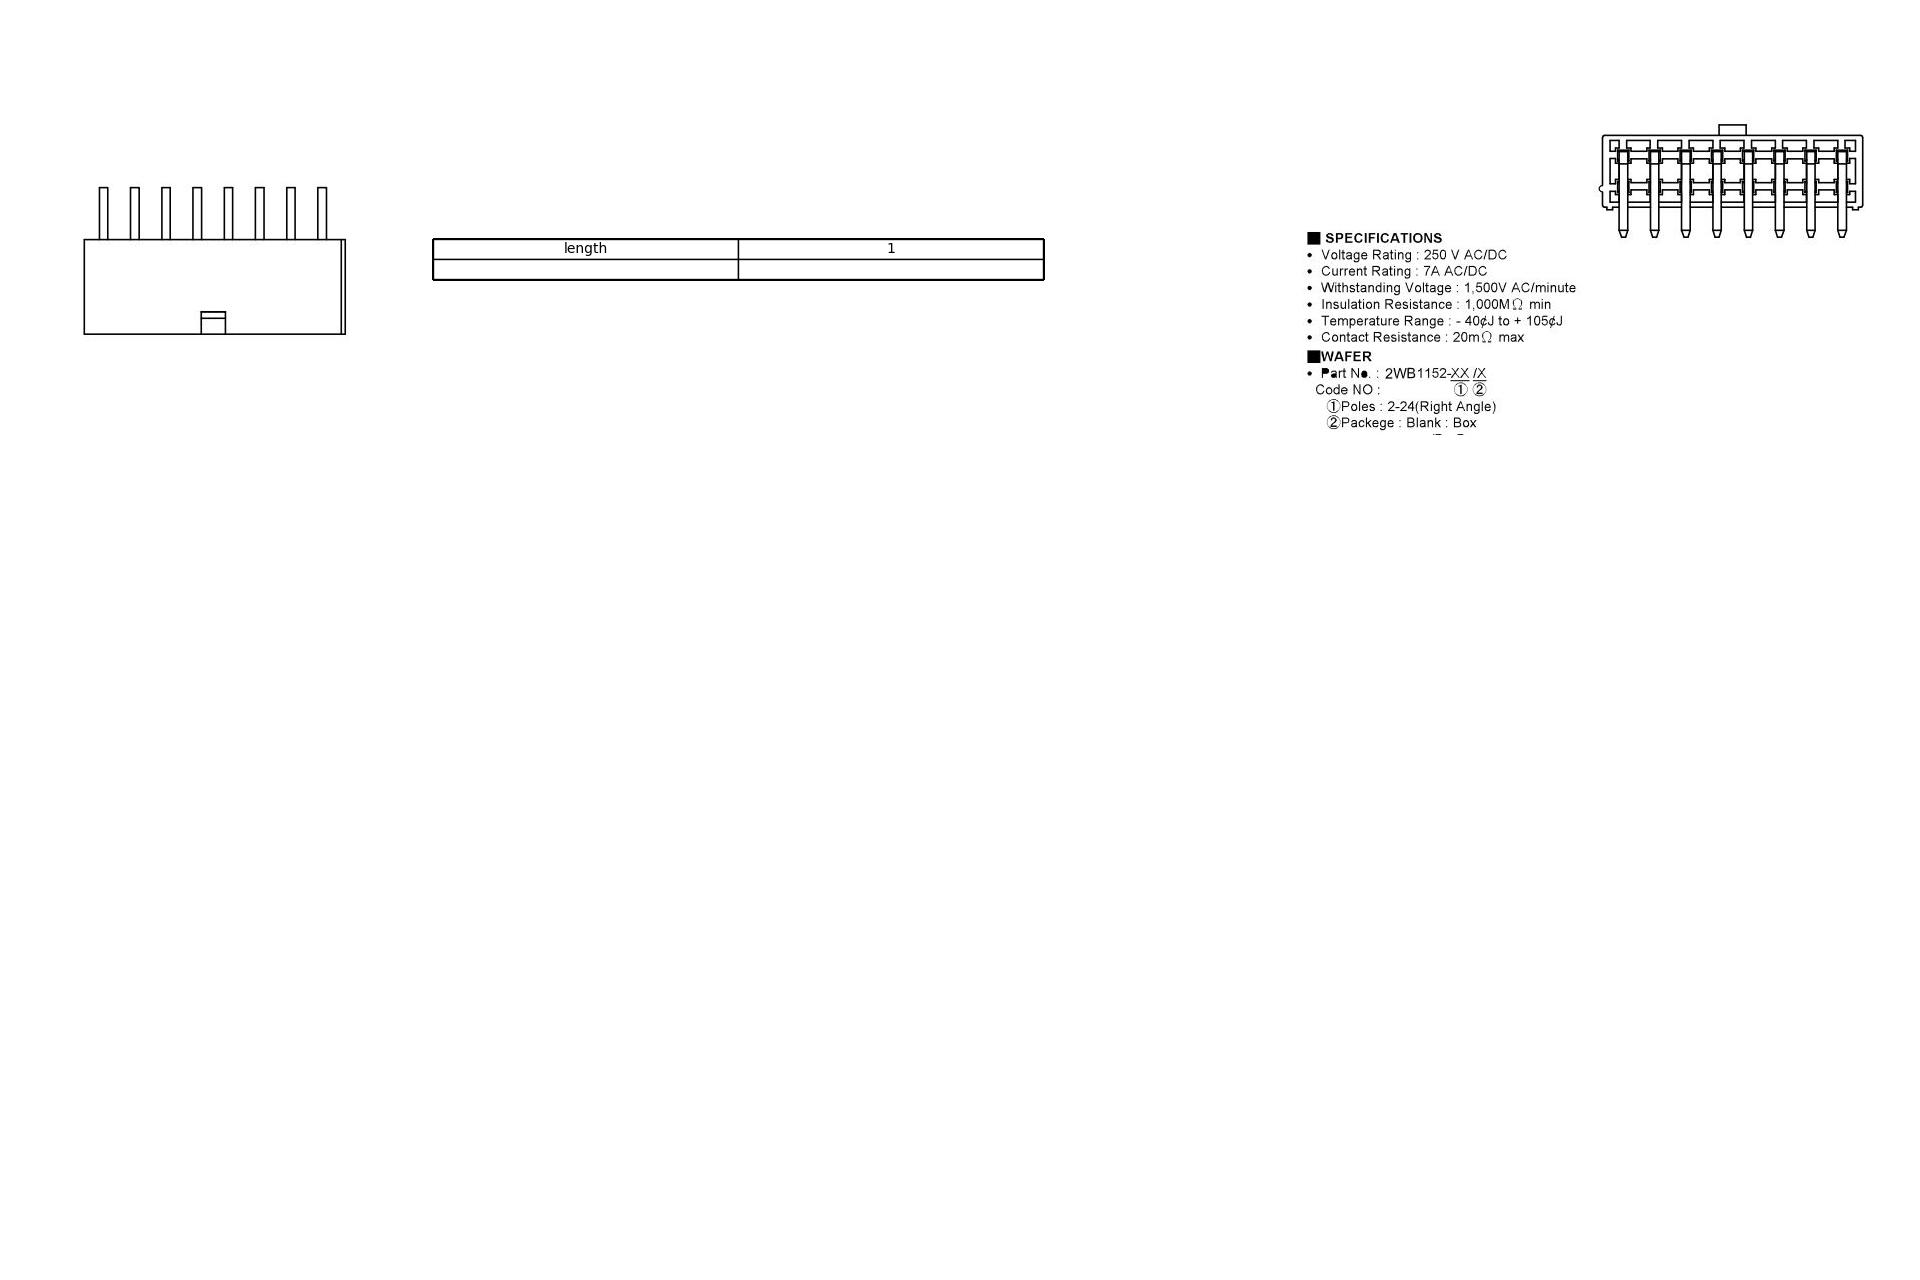 length 1
■ SPECIFICATIONS
• Voltage Rating : 250 V AC/DC
• Current Rating : 7A AC/DC
• Withstanding Voltage : 1,500V AC/minute
• Insulation Resistance : 1,000MΩ min
• Temperature Range : - 40¢J to + 105¢J
• Contact Resistance : 20mΩ max
■WAFER
• Part No. : 2WB1152-XX /X
Code NO : ① ②
①Poles : 2-24(Right Angle)
②Packege : Blank : Box